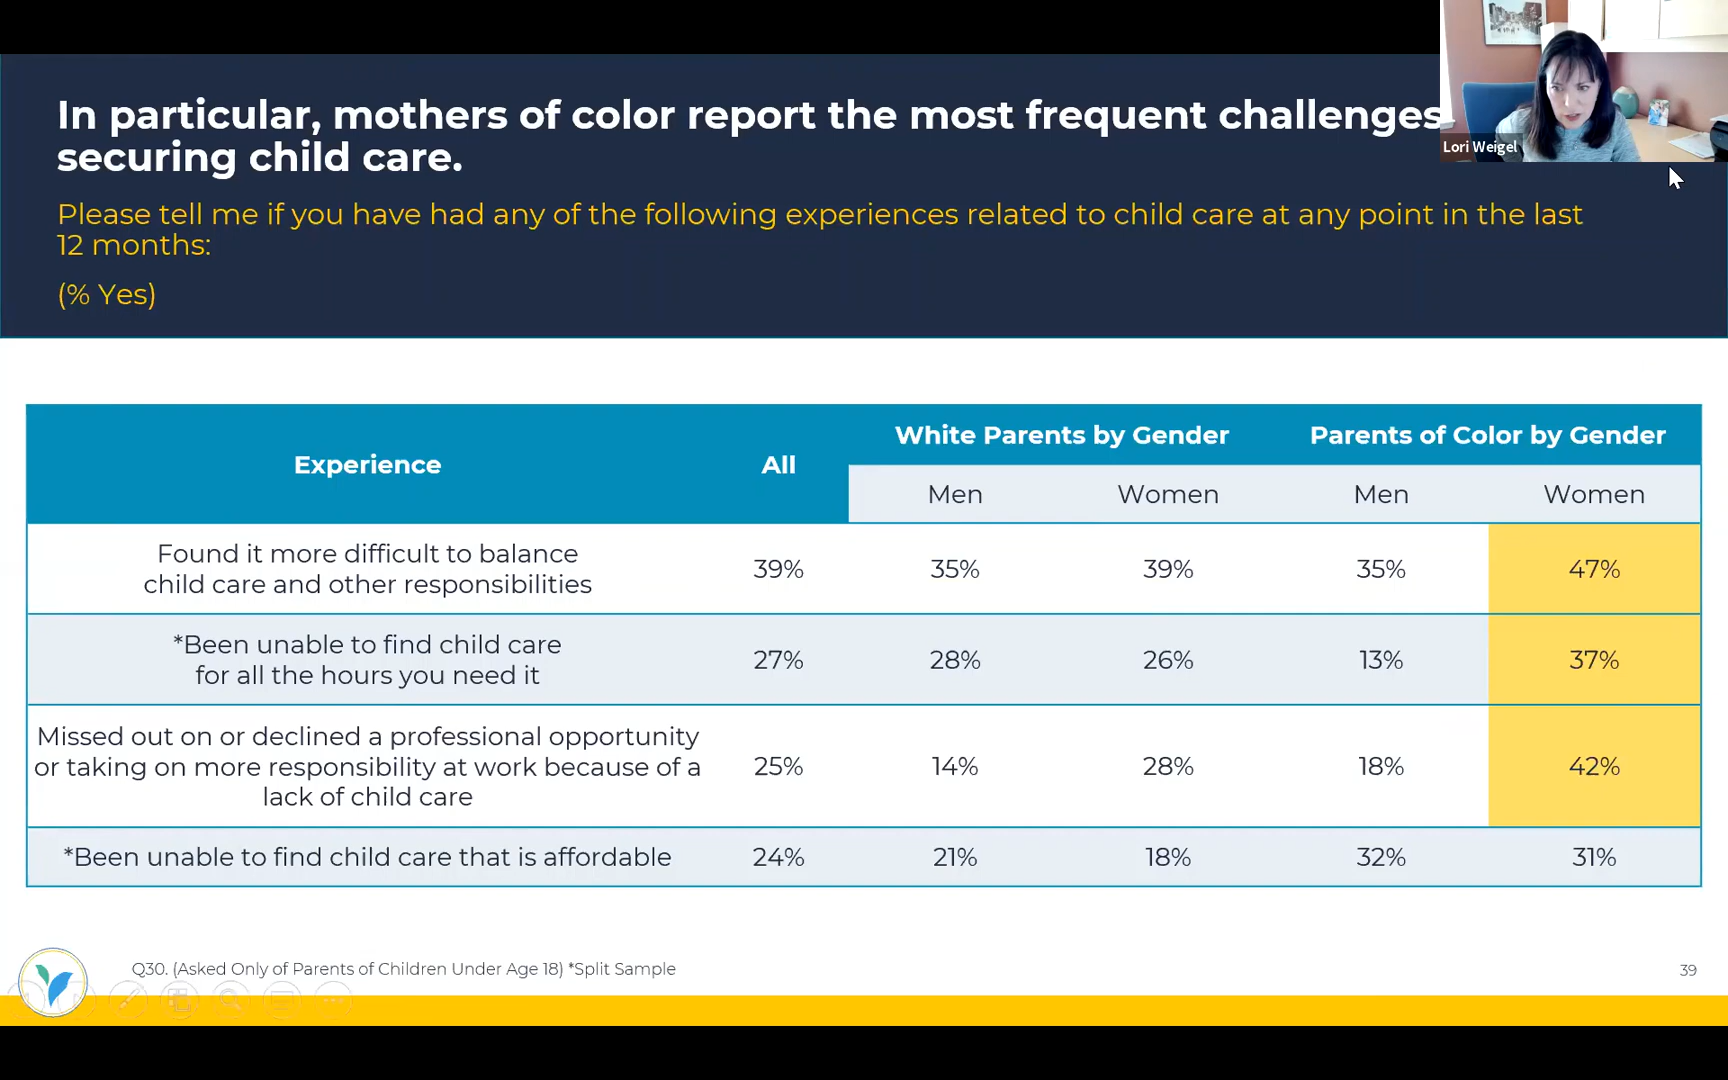 In particular, mothers of color report the most frequent challenges
securing child care.
Lori Weigel
Please tell me if you have had any of the following experiences related to child care at any point in the last
12 months:
(% Yes)
Experience
All
White Parents by Gender
Parents of Color by Gender
Men
Women
Men
Women
Found it more difficult to balance
child care and other responsibilities
39%
35%
39%
35%
47%
*Been unable to find child care
for all the hours you need it
27%
28%
26%
13%
37%
Missed out on or declined a professional opportunity
or taking on more responsibility at work because of a
lack of child care
25%
14%
28%
18%
42%
*Been unable to find child care that is affordable
24%
21%
18%
32%
31%
Q30. (Asked Only of Parents of Children Under Age 18) *Split Sample
39